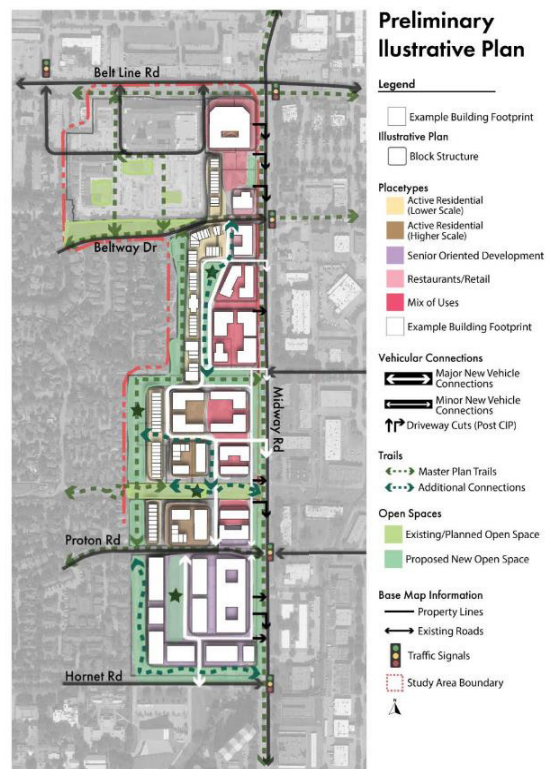 Preliminary
Ilustrative Plan
Legend
Example Building Footprint
Illustrative Plan
Block Structure
Placetypes
Active Residential
(Lower Scale)
Active Residential
(Higher Scale)
Senior Oriented Development
Restaurants/Retail
Mix of Uses
Example Building Footprint
Vehicular Connections
Major New Vehicle
Connections
Minor New Vehicle
Connections
Driveway Cuts (Post CIP)
Trails
Master Plan Trails
Additional Connections
Open Spaces
Existing/Planned Open Space
Proposed New Open Space
Base Map Information
Property Lines
Existing Roads
Traffic Signals
Study Area Boundary
Belt Line Rd
Beltway Dr
Midway Rd
Proton Rd
Hornet Rd